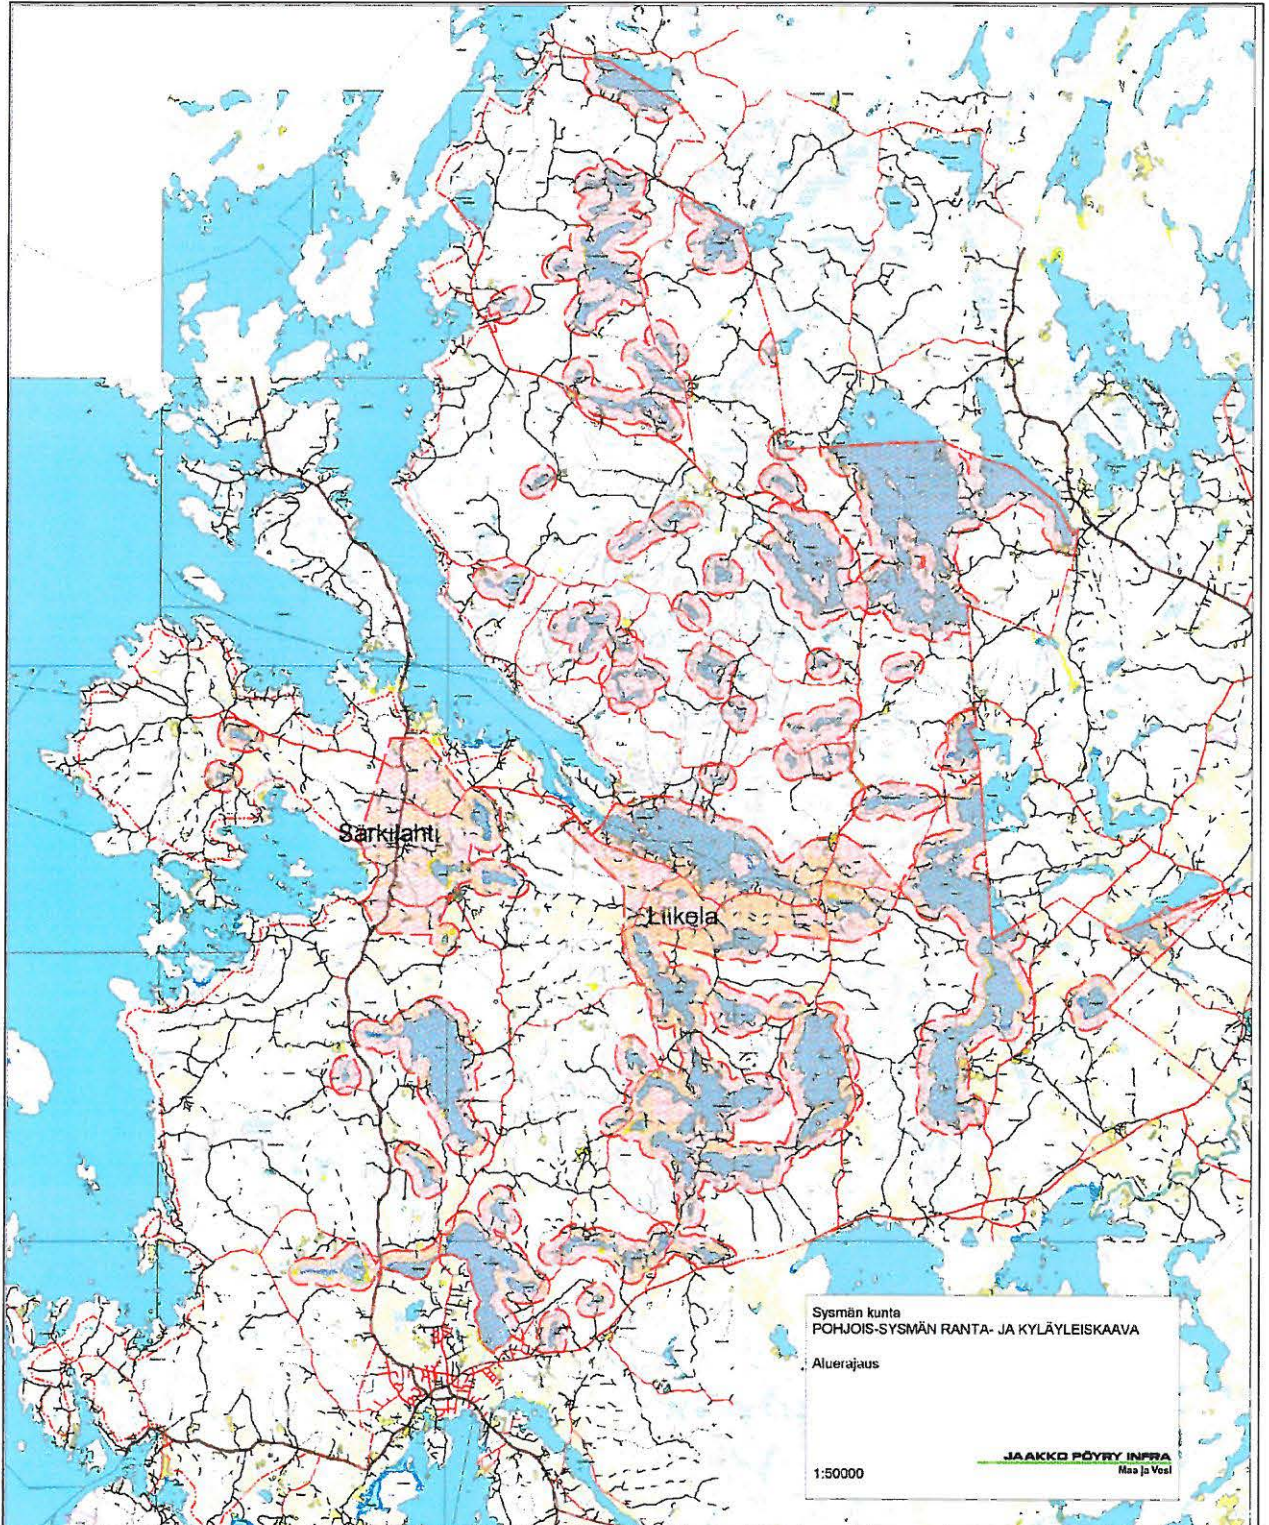 Särkilahti
Liikola
Sysmän kunta
POHJOIS-SYSMÄN RANTA- JA KYLÄYLEISKAAVA
Aluerajaus
JAAKKO PÖYRY INFRA
Maa ja Vesi
1:50000